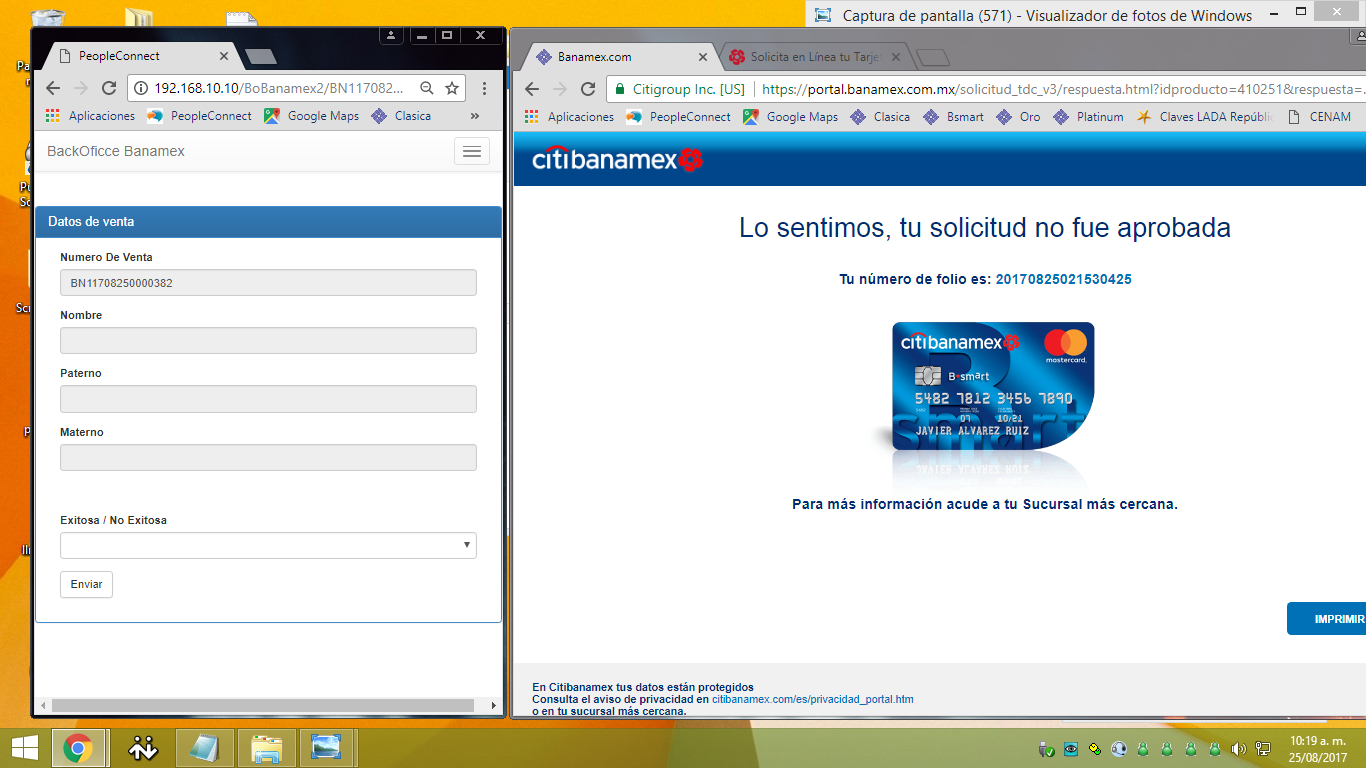 Captura de pantalla (571) - Visualizador de fotos de Windows
PeopleConnect
192.168.10.10/BoBanamex2/BN117082...
Aplicaciones PeopleConnect Google Maps Clasica »
BackOficce Banamex
Datos de venta
Numero De Venta
BN11708250000382
Nombre
Paterno
Materno
Exitosa / No Exitosa
Enviar
Banamex.com
Solicita en Línea tu Tarjet
Citigroup Inc. [US] https://portal.banamex.com.mx/solicitud_tdc_v3/respuesta.html?idproducto=4102518&respuesta=...
Aplicaciones PeopleConnect Google Maps Clasica Bsmart Oro Platinum Claves LADA Repúblic CENAM
citibanamex
Lo sentimos, tu solicitud no fue aprobada
Tu número de folio es: 20170825021530425
citibanamex
mastercard.
B•smart
5482 7812 3456 7890
5482
07 10/21
JAVIER ALVAREZ RUIZ
smart
Para más información acude a tu Sucursal más cercana.
IMPRIMIR
En Citibanamex tus datos están protegidos
Consulta el aviso de privacidad en citibanamex.com/es/privacidad_portal.htm
o en tu sucursal más cercana.
10:19 a. m.
25/08/2017